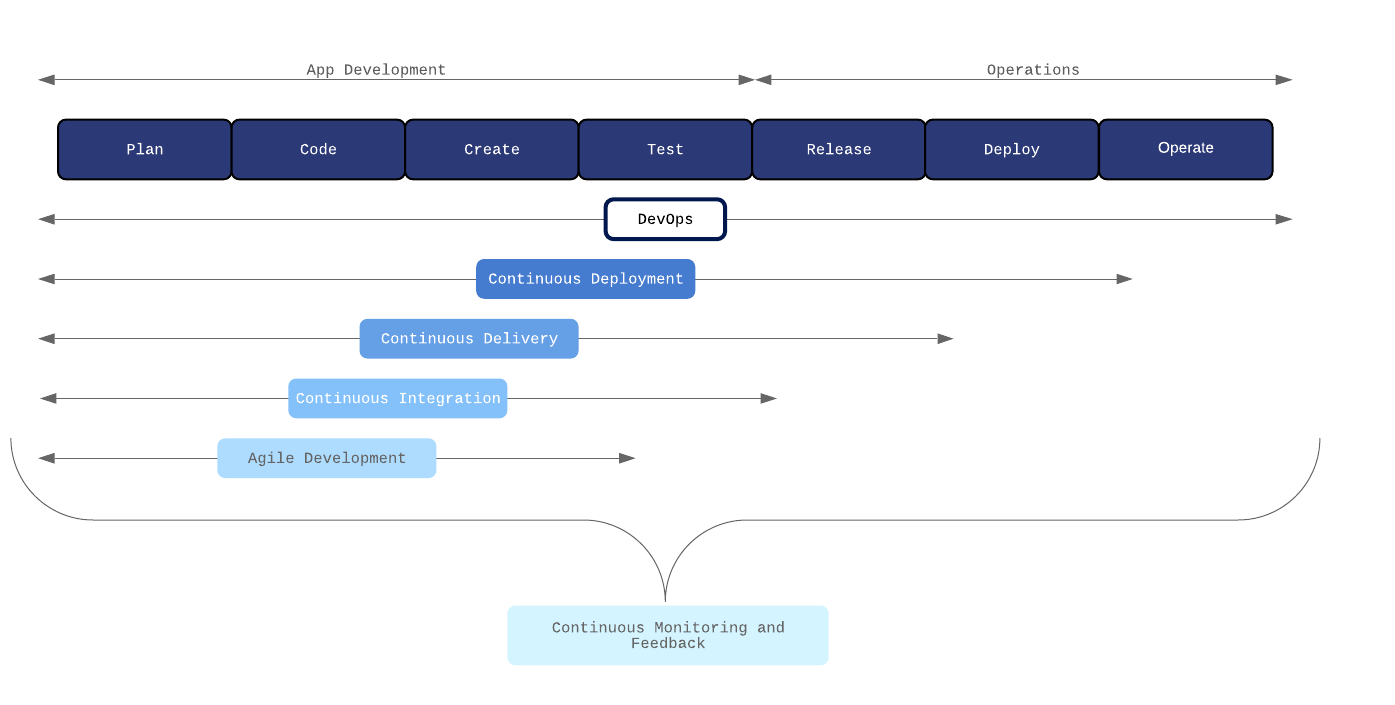 App Development
Operations
Plan
Code
Create
Test
Release
Deploy
Operate
DevOps
Continuous Deployment
Continuous Delivery
Continuous Integration
Agile Development
Continuous Monitoring and
Feedback